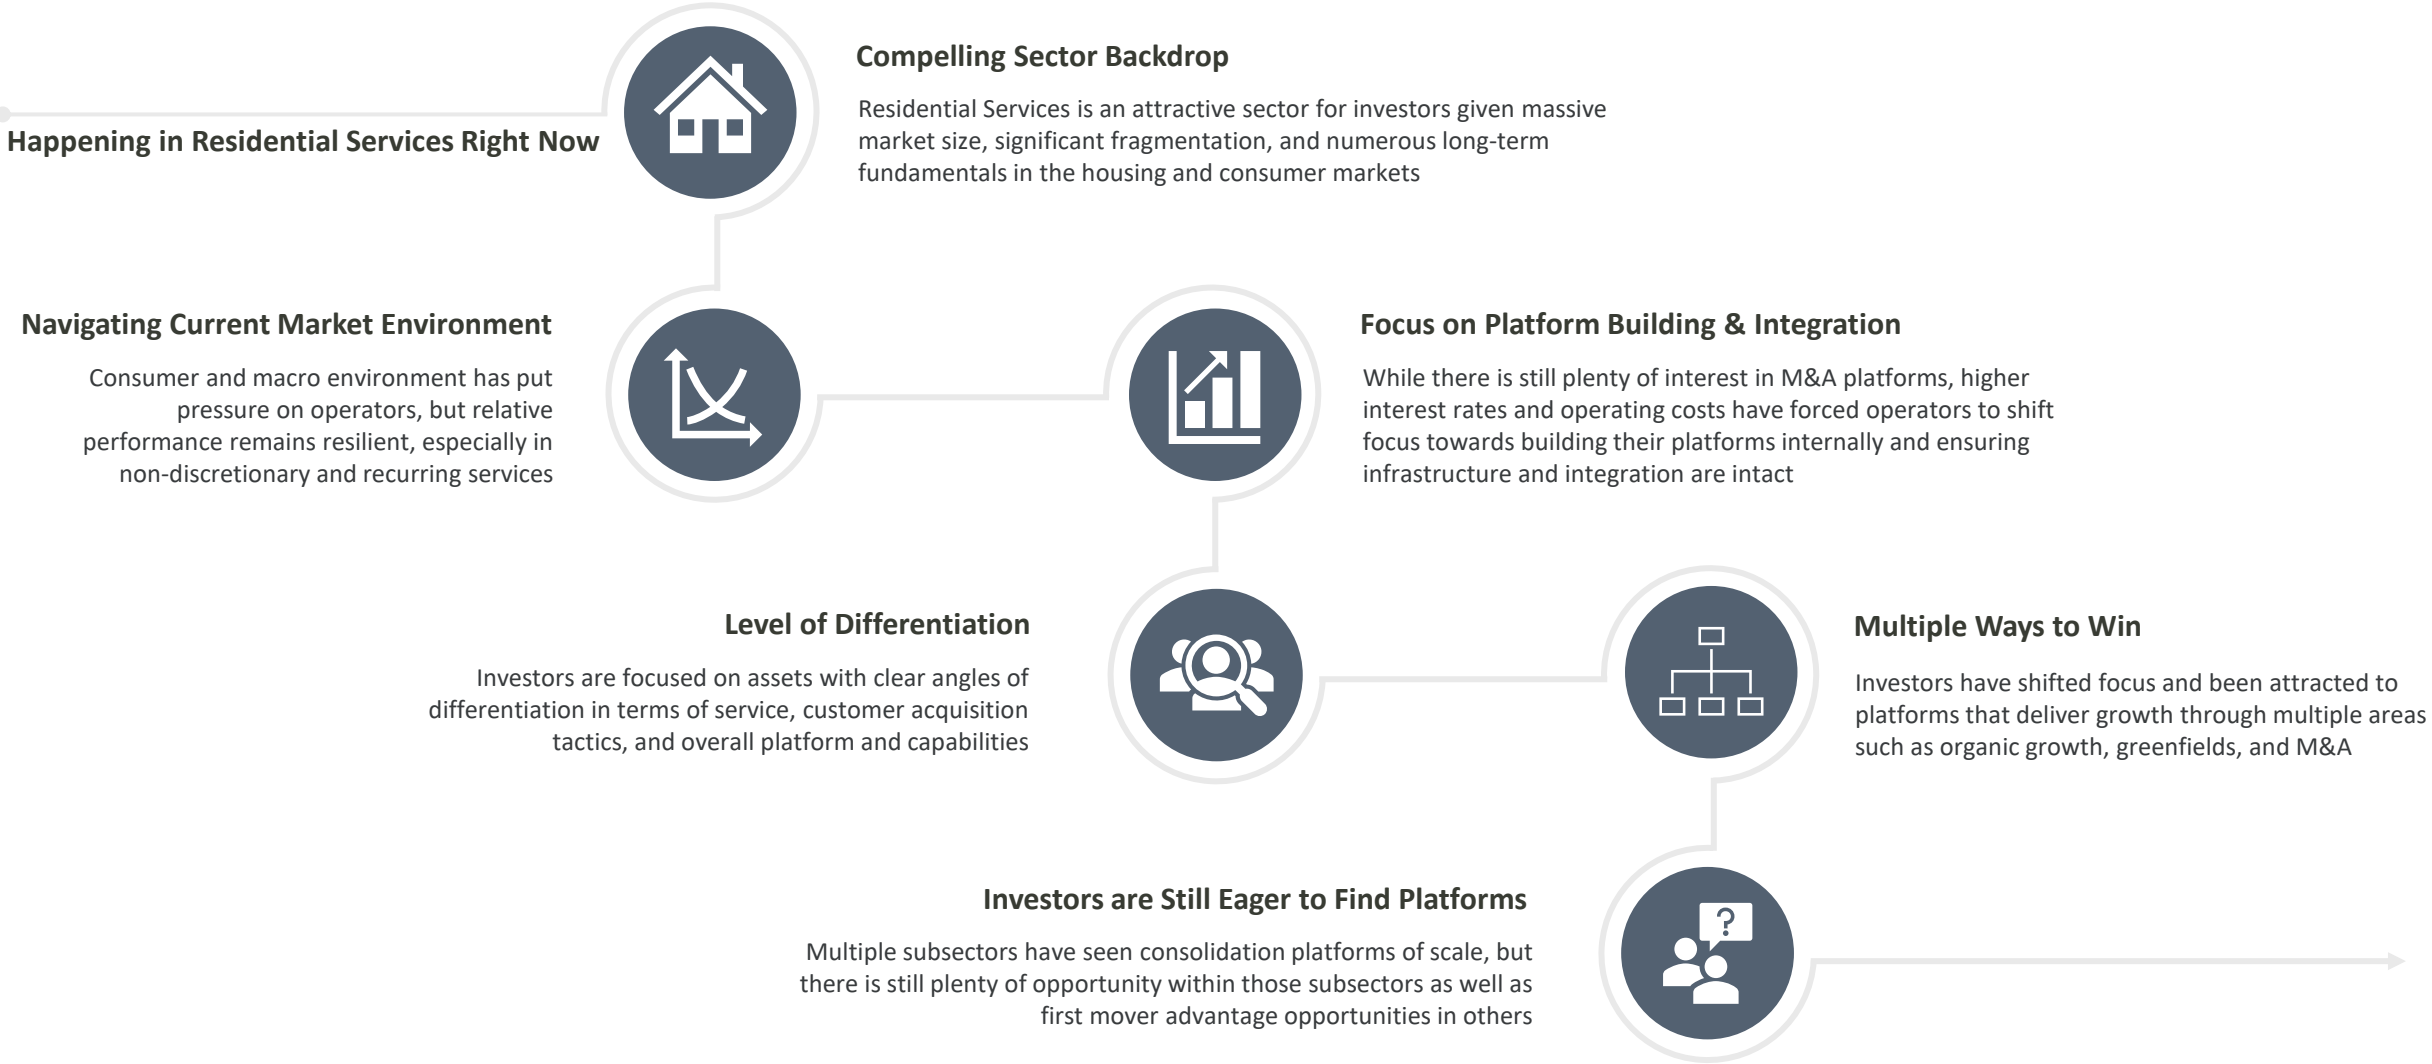 Happening in Residential Services Right Now
Compelling Sector Backdrop
Residential Services is an attractive sector for investors given massive
market size, significant fragmentation, and numerous long-term
fundamentals in the housing and consumer markets
Navigating Current Market Environment
Consumer and macro environment has put
pressure on operators, but relative
performance remains resilient, especially in
non-discretionary and recurring services
Focus on Platform Building & Integration
While there is still plenty of interest in M&A platforms, higher
interest rates and operating costs have forced operators to shift
focus towards building their platforms internally and ensuring
infrastructure and integration are intact
Level of Differentiation
Investors are focused on assets with clear angles of
differentiation in terms of service, customer acquisition
tactics, and overall platform and capabilities
Multiple Ways to Win
Investors have shifted focus and been attracted to
platforms that deliver growth through multiple areas
such as organic growth, greenfields, and M&A
Investors are Still Eager to Find Platforms
Multiple subsectors have seen consolidation platforms of scale, but
there is still plenty of opportunity within those subsectors as well as
first mover advantage opportunities in others
?